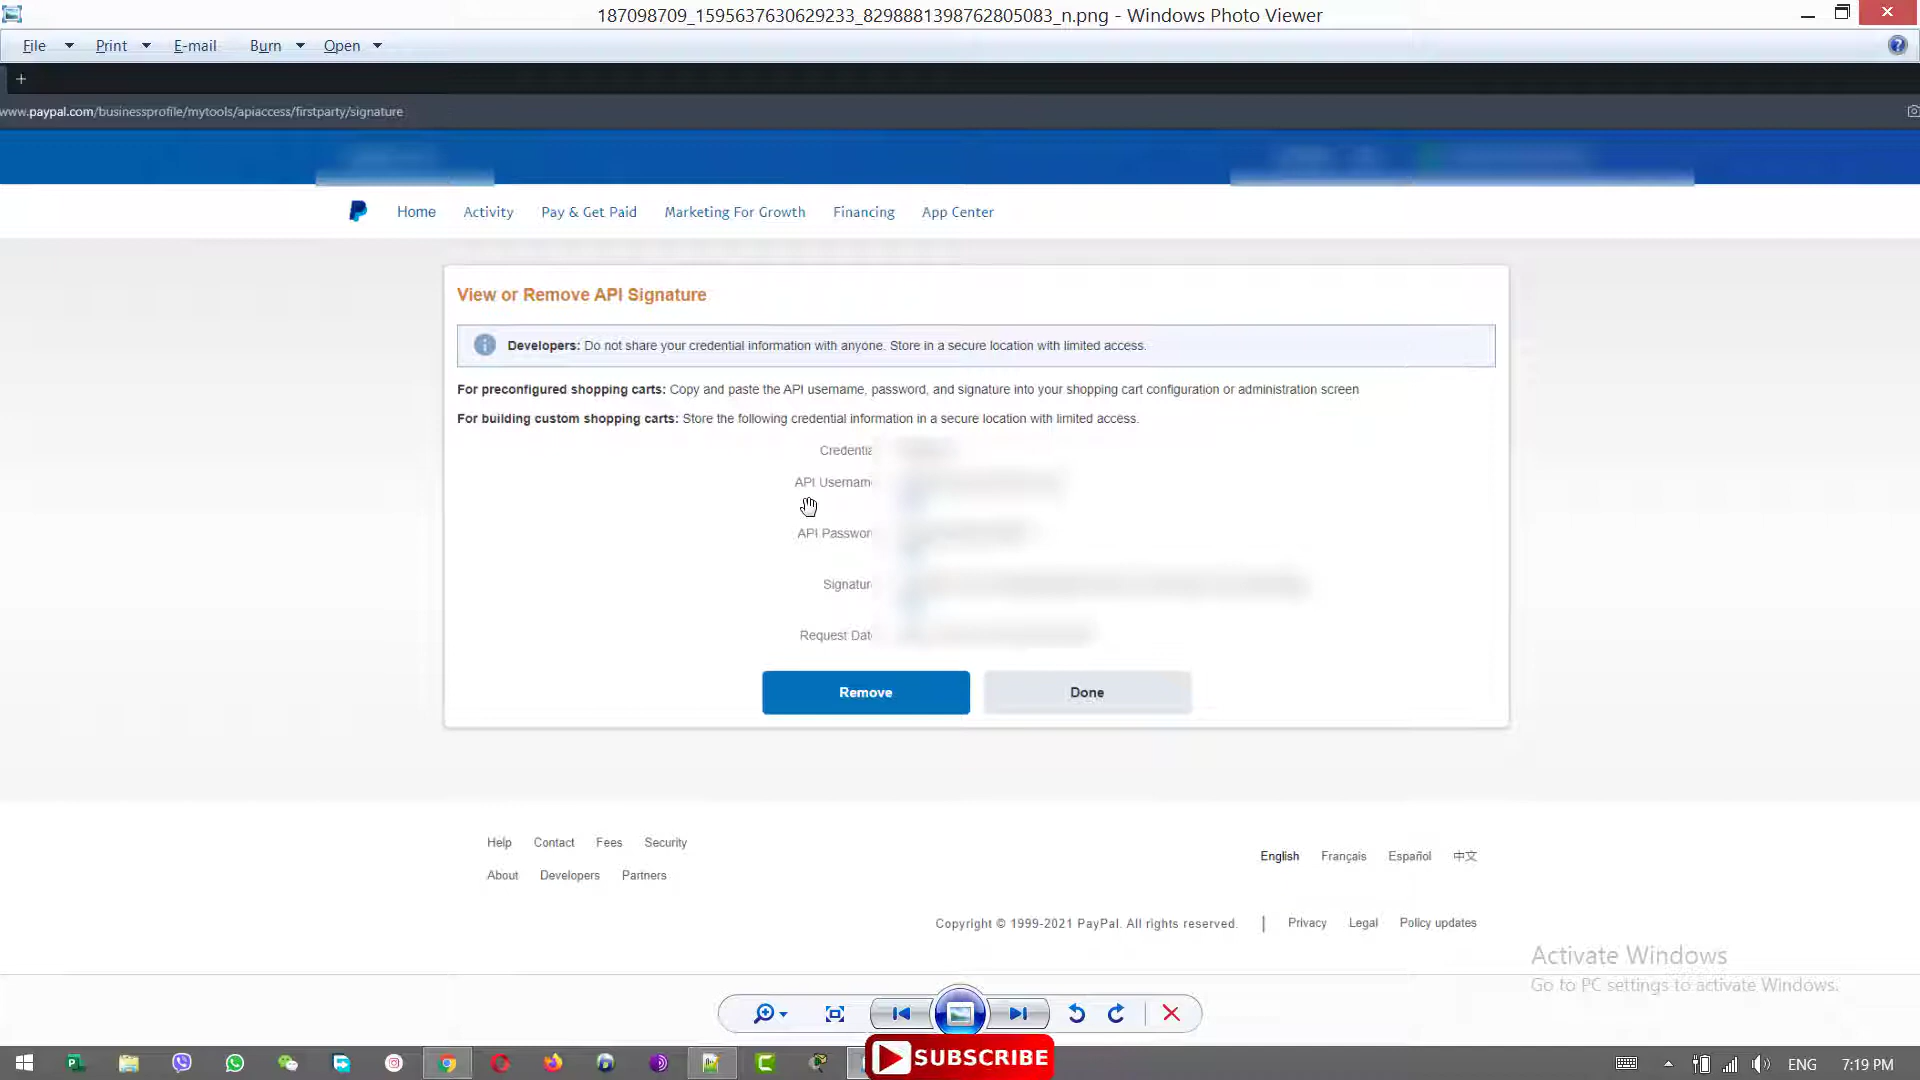 187098709_1595637630629233_8298881398762805083_n.png - Windows Photo Viewer
File Print E-mail Burn Open
www.paypal.com/businessprofile/mytools/apiaccess/firstparty/signature
Home Activity Pay & Get Paid Marketing For Growth Financing App Center
View or Remove API Signature
Developers: Do not share your credential information with anyone. Store in a secure location with limited access.
For preconfigured shopping carts: Copy and paste the API username, password, and signature into your shopping cart configuration or administration screen
For building custom shopping carts: Store the following credential information in a secure location with limited access.
Credentia
API Username
API Passwor
Signatur
Request Dat
Remove Done
Help Contact Fees Security
About Developers Partners
English Français Español 中文
Copyright © 1999-2021 PayPal. All rights reserved. | Privacy Legal Policy updates
Activate Windows
Go to PC settings to activate Windows.
SUBSCRIBE
ENG 7:19 PM